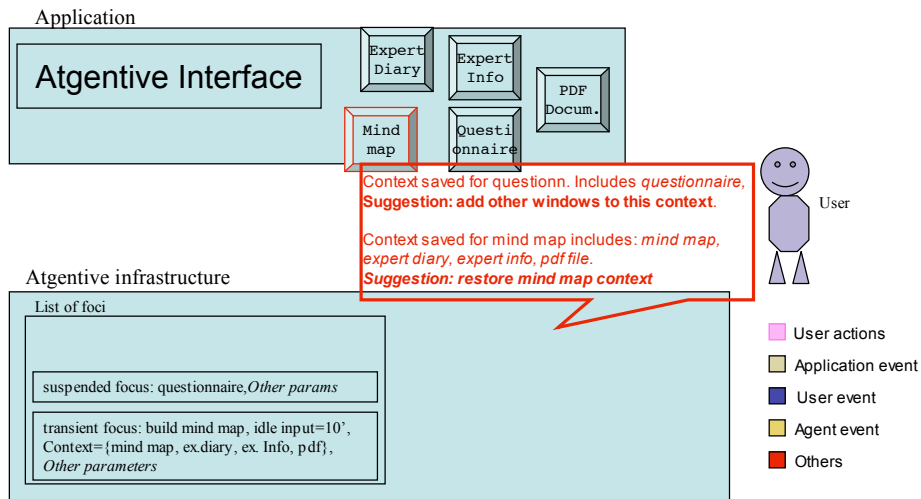 Application
Atgentive Interface
Expert
Diary
Expert
Info
PDF
Docum.
Mind
map
Questi
onnaire
Context saved for questionn. Includes questionnaire,
Suggestion: add other windows to this context.
Context saved for mind map includes: mind map,
expert diary, expert info, pdf file.
Suggestion: restore mind map context
User
Atgentive infrastructure
List of foci
suspended focus: questionnaire,Other params
transient focus: build mind map, idle input=10’,
Context={mind map, ex.diary, ex. Info, pdf},
Other parameters
User actions
Application event
User event
Agent event
Others